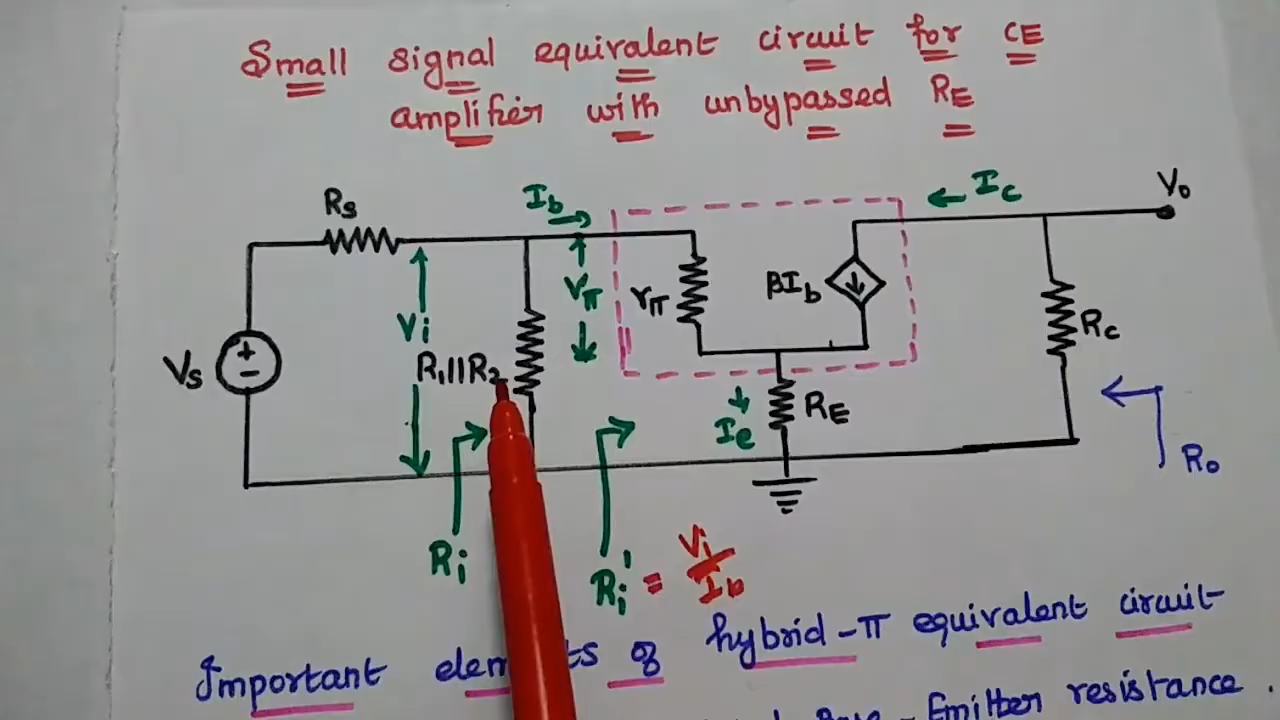 Small signal equivalent circuit for CE
amplifier with unbypassed RE
Rs
Ib
Ic
Vo
Vπ
rπ
βIb
Vi
Rc
Vs
R1||R2
RE
Ie
Ro
Ri
Ri' = Vi/Ib
Important of hybrid-π equivalent circuit
Emitter resistance.